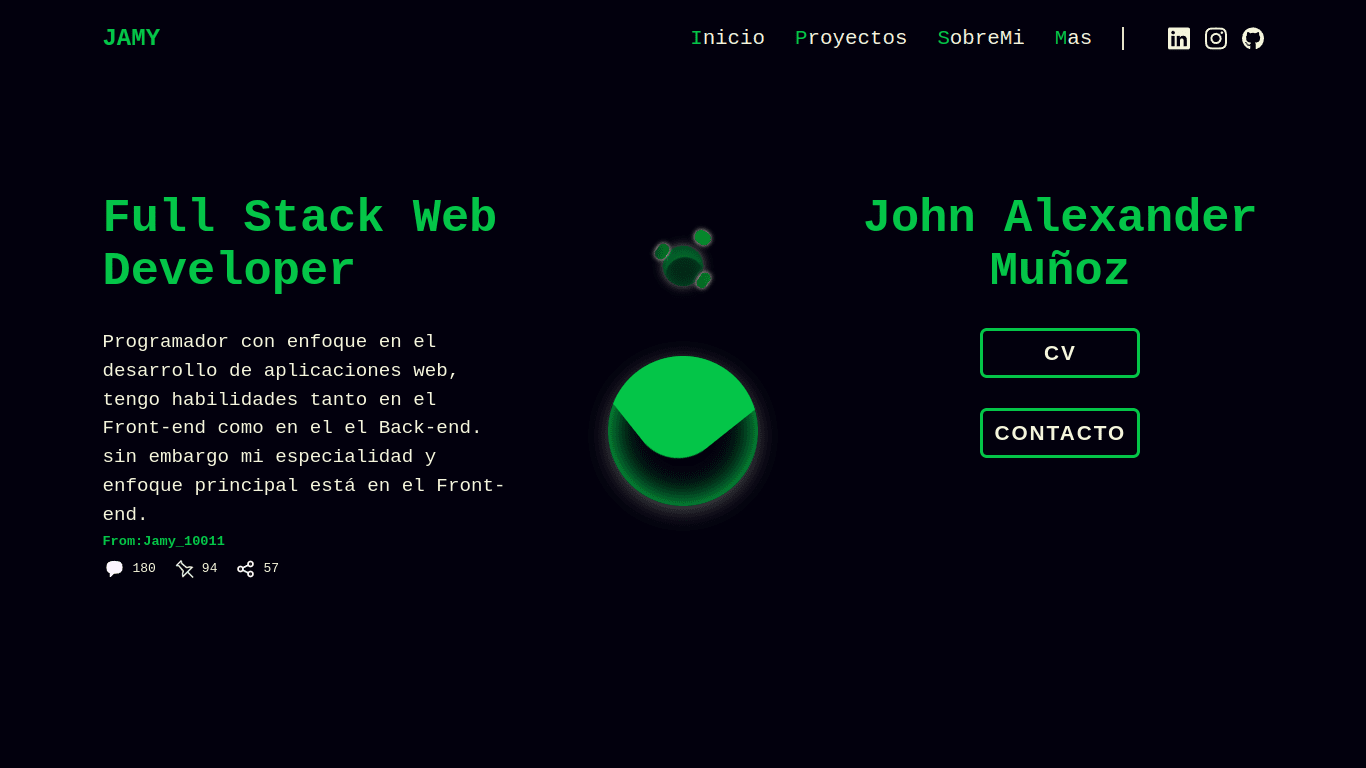 JAMY
Inicio Proyectos SobreMi Mas
Full Stack Web
Developer
Programador con enfoque en el
desarrollo de aplicaciones web,
tengo habilidades tanto en el
Front-end como en el el Back-end.
sin embargo mi especialidad y
enfoque principal está en el Front-
end.
From:Jamy_10011
180 94 57
John Alexander
Muñoz
CV
CONTACTO